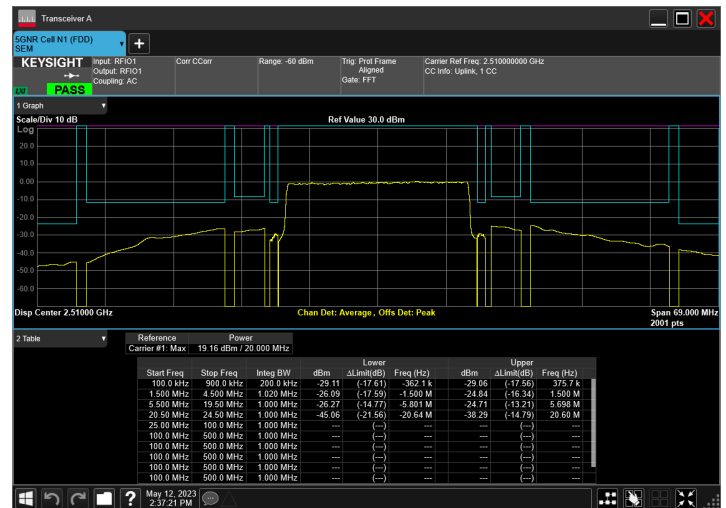 Transceiver A
5GNR Cell N1 (FDD)
SEM
KEYSIGHT
LXI PASS
Input: RFIO1
Output: RFIO1
Coupling: AC
Corr CCorr
Range: -60 dBm
Trig: Prot Frame
Aligned
Gate: FFT
Carrier Ref Freq: 2.510000000 GHz
CC Info: Uplink, 1 CC
1 Graph
Scale/Div 10 dB Ref Value 30.0 dBm
Log
20.0
10.0
0.00
-10.0
-20.0
-30.0
-40.0
-50.0
-60.0
Disp Center 2.51000 GHz Chan Det: Average, Offs Det: Peak Span 69.000 MHz
2001 pts
2 Table
Reference Power
Carrier #1: Max 19.16 dBm / 20.000 MHz
Lower Upper
Start Freq Stop Freq Integ BW dBm ΔLimit(dB) Freq (Hz) dBm ΔLimit(dB) Freq (Hz)
100.0 kHz 900.0 kHz 200.0 kHz -29.11 (-17.61) -362.1 k -29.06 (-17.56) 375.7 k
1.500 MHz 4.500 MHz 1.020 MHz -26.09 (-17.59) -1.500 M -24.84 (-16.34) 1.500 M
5.500 MHz 19.50 MHz 1.000 MHz -26.27 (-14.77) -5.801 M -24.71 (-13.21) 5.698 M
20.50 MHz 24.50 MHz 1.000 MHz -45.06 (-21.56) -20.64 M -38.29 (-14.79) 20.60 M
25.00 MHz 100.0 MHz 1.000 MHz --- (---) --- --- (---) ---
100.0 MHz 500.0 MHz 1.000 MHz --- (---) --- --- (---) ---
100.0 MHz 500.0 MHz 1.000 MHz --- (---) --- --- (---) ---
100.0 MHz 500.0 MHz 1.000 MHz --- (---) --- --- (---) ---
100.0 MHz 500.0 MHz 1.000 MHz --- (---) --- --- (---) ---
100.0 MHz 500.0 MHz 1.000 MHz --- (---) --- --- (---) ---
?
May 12, 2023
2:37:21 PM